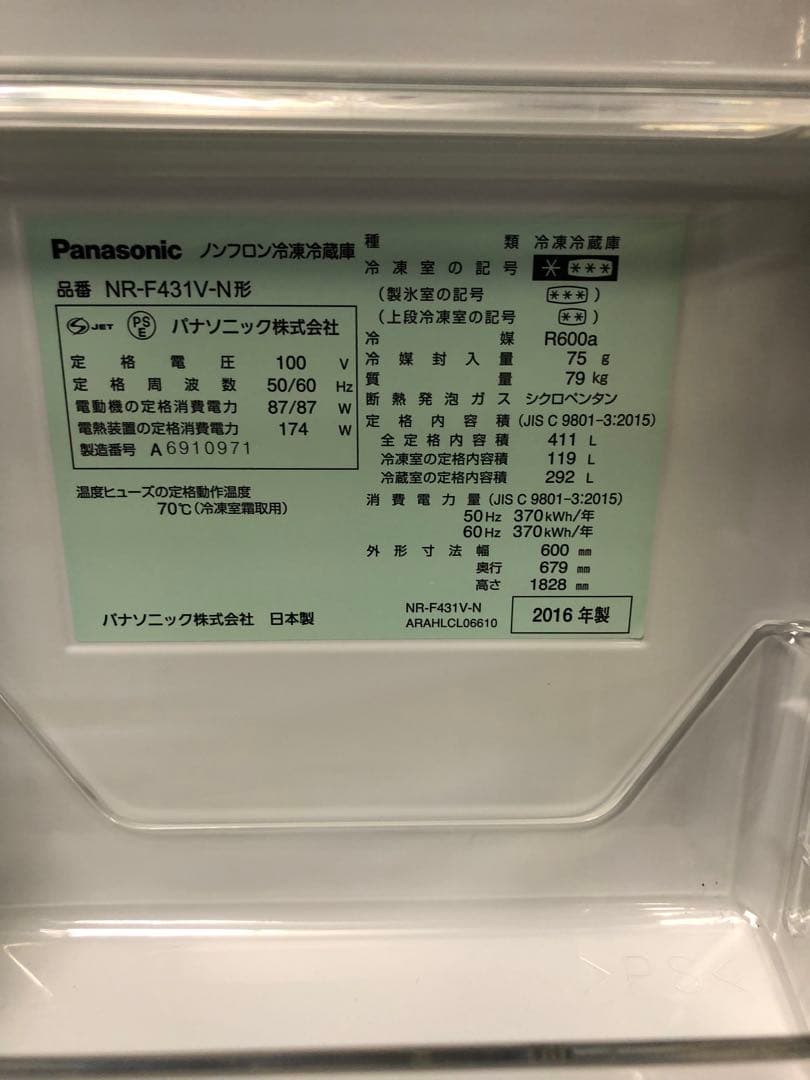 Panasonic ノンフロン冷凍冷蔵庫
品番 NR-F431V-N形
S JET PSE パナソニック株式会社
定格電圧 100 V
定格周波数 50/60 Hz
電動機の定格消費電力 87/87 W
電熱装置の定格消費電力 174 W
製造番号 A 6910971
温度ヒューズの定格動作温度
70℃(冷凍室霜取用)
パナソニック株式会社 日本製
種類 冷凍冷蔵庫
冷凍室の記号 * ***
(製氷室の記号 ***)
(上段冷凍室の記号 **)
冷媒 R600a
冷媒封入量 75 g
質量 79 kg
断熱発泡ガス シクロペンタン
定格内容積 (JIS C 9801-3:2015)
全定格内容積 411 L
冷凍室の定格内容積 119 L
冷蔵室の定格内容積 292 L
消費電力量 (JIS C 9801-3:2015)
50Hz 370kWh/年
60Hz 370kWh/年
外形寸法 幅 600 mm
奥行 679 mm
高さ 1828 mm
NR-F431V-N
ARAHLCL06610
2016 年製
>PS<